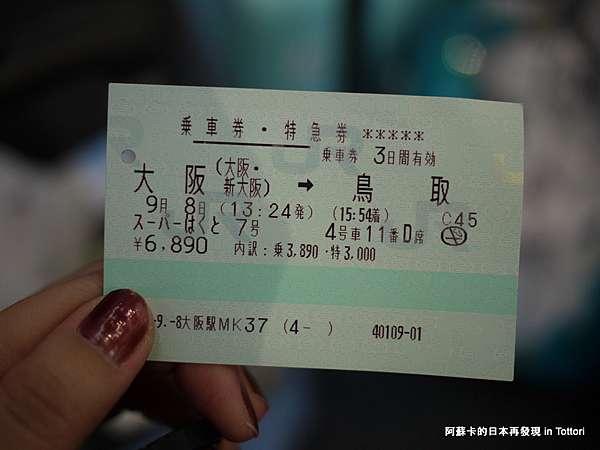 乗車券・特急券 *****
乗車券 3日間有効
大阪(大阪・新大阪) ➡ 鳥取
9月 8日 (13:24発) (15:54着) C45
スーパーはくと 7号 4号車11番D席
¥6,890 内訳:乗3,890・特3,000
-9.-8大阪駅MK37 (4- ) 40109-01
阿蘇卡的日本再發現 in Tottori